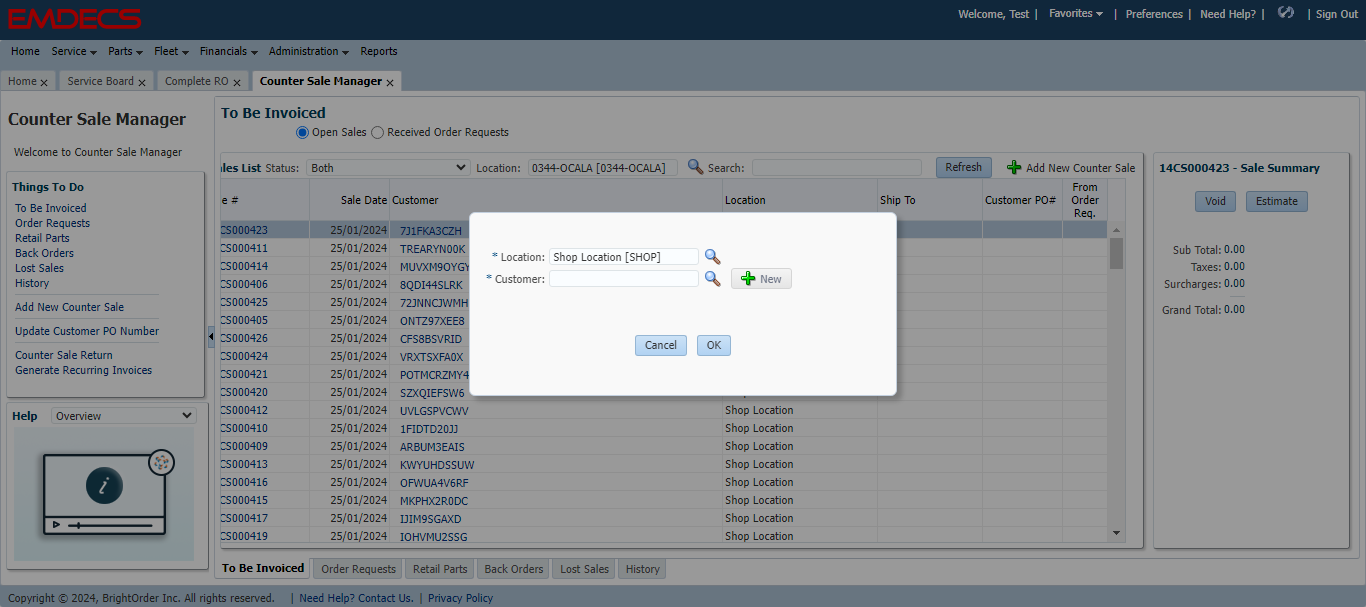 EMDECS
Welcome, Test | Favorites | Preferences | Need Help? | | Sign Out
Home Service Parts Fleet Financials Administration Reports
Home x Service Board x Complete RO x Counter Sale Manager x
Counter Sale Manager
Welcome to Counter Sale Manager
Things To Do
To Be Invoiced
Order Requests
Retail Parts
Back Orders
Lost Sales
History
Add New Counter Sale
Update Customer PO Number
Counter Sale Return
Generate Recurring Invoices
Help Overview
To Be Invoiced
Open Sales Received Order Requests
les List Status: Both Location: 0344-OCALA [0344-OCALA] Search: Refresh Add New Counter Sale
e # Sale Date Customer Location Ship To Customer PO# From Order Req.
CS000423 25/01/2024 7J1FKA3CZH
CS000411 25/01/2024 TREARYN00K
CS000414 25/01/2024 MUVXM9OYGY
CS000406 25/01/2024 8QDI44SLRK
CS000425 25/01/2024 72JNNCJWMH
CS000405 25/01/2024 ONTZ97XEE8
CS000426 25/01/2024 CFS8BSVRID
CS000424 25/01/2024 VRXTSXFA0X
CS000421 25/01/2024 POTMCRZMY4
CS000420 25/01/2024 SZXQIEFSW6
CS000412 25/01/2024 UVLGSPVCWV Shop Location
CS000410 25/01/2024 1FIDTD20JJ Shop Location
CS000409 25/01/2024 ARBUM3EAIS Shop Location
CS000413 25/01/2024 KWYUHDSSUW Shop Location
CS000416 25/01/2024 OFWUA4V6RF Shop Location
CS000415 25/01/2024 MKPHX2R0DC Shop Location
CS000417 25/01/2024 IJIM9SGAXD Shop Location
CS000419 25/01/2024 IOHVMU2SSG Shop Location
* Location: Shop Location [SHOP]
* Customer: New
Cancel OK
14CS000423 - Sale Summary
Void Estimate
Sub Total: 0.00
Taxes: 0.00
Surcharges: 0.00
Grand Total: 0.00
To Be Invoiced Order Requests Retail Parts Back Orders Lost Sales History
Copyright © 2024, BrightOrder Inc. All rights reserved. | Need Help? Contact Us. | Privacy Policy